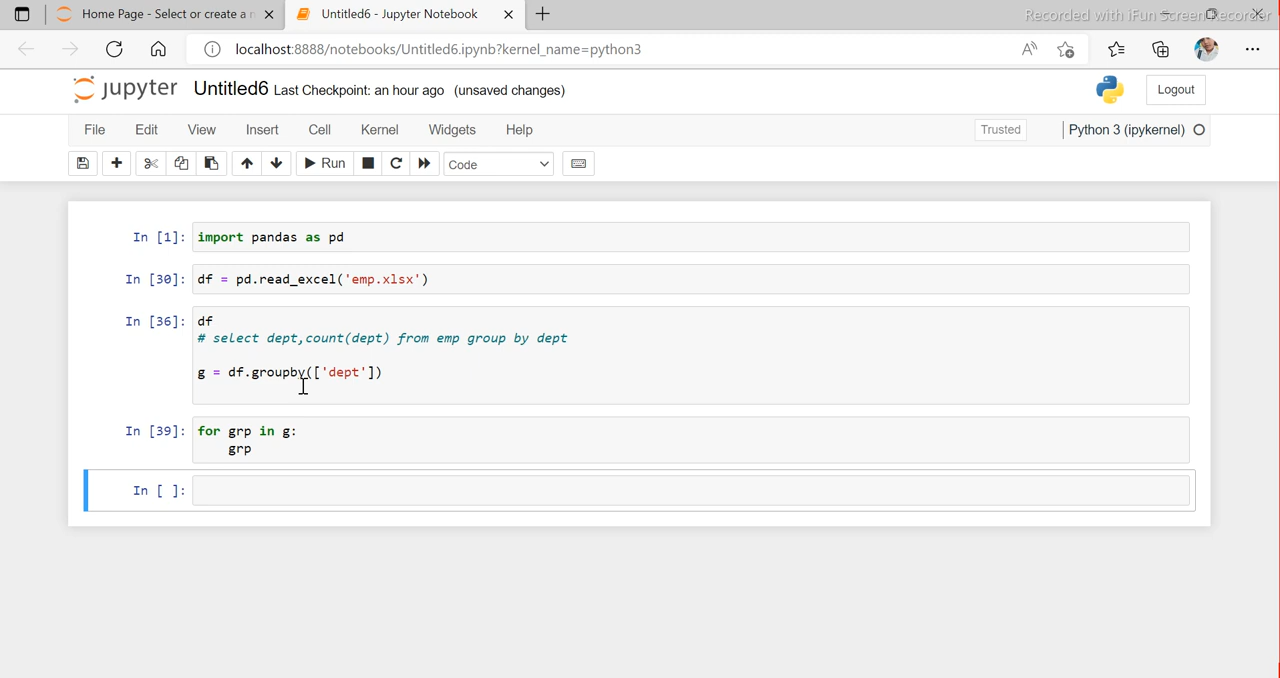 Home Page - Select or create a n
Untitled6 - Jupyter Notebook
Recorded with iFun Screen Recorder
localhost:8888/notebooks/Untitled6.ipynb?kernel_name=python3
jupyter Untitled6 Last Checkpoint: an hour ago (unsaved changes)
Logout
File Edit View Insert Cell Kernel Widgets Help
Trusted
Python 3 (ipykernel)
Run
Code
In [1]: import pandas as pd
In [30]: df = pd.read_excel('emp.xlsx')
In [36]: df
# select dept,count(dept) from emp group by dept
g = df.groupby(['dept'])
In [39]: for grp in g:
grp
In [ ]: